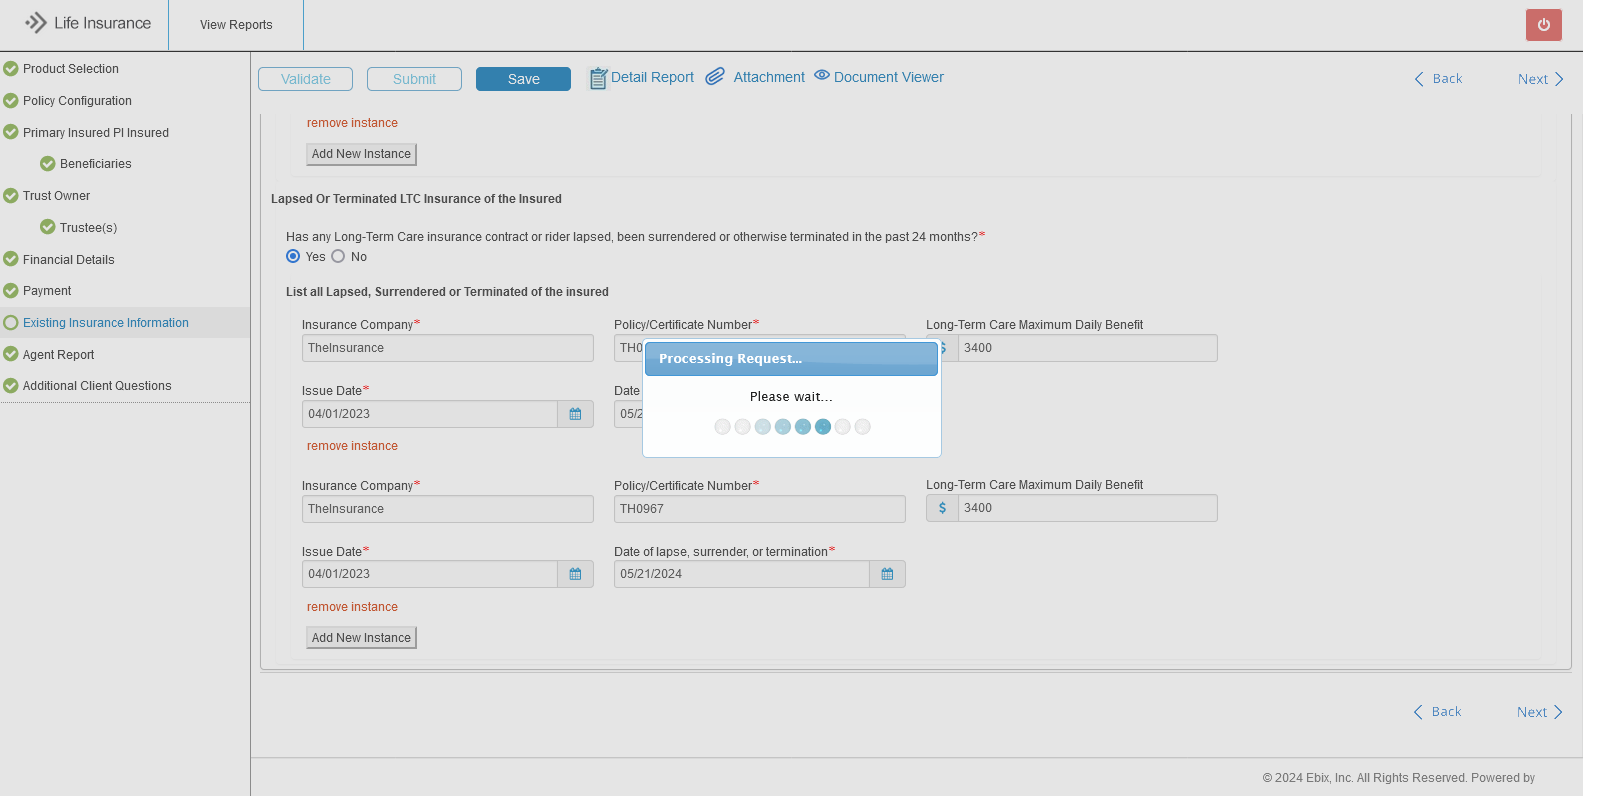 Life Insurance
View Reports
Product Selection
Policy Configuration
Primary Insured PI Insured
Beneficiaries
Trust Owner
Trustee(s)
Financial Details
Payment
Existing Insurance Information
Agent Report
Additional Client Questions
Validate Submit Save Detail Report Attachment Document Viewer Back Next
remove instance
Add New Instance
Lapsed Or Terminated LTC Insurance of the Insured
Has any Long-Term Care insurance contract or rider lapsed, been surrendered or otherwise terminated in the past 24 months?*
Yes No
List all Lapsed, Surrendered or Terminated of the insured
Insurance Company* Policy/Certificate Number* Long-Term Care Maximum Daily Benefit
TheInsurance TH0 $ 3400
Processing Request...
Please wait...
Issue Date* Date
04/01/2023 05/2
remove instance
Insurance Company* Policy/Certificate Number* Long-Term Care Maximum Daily Benefit
TheInsurance TH0967 $ 3400
Issue Date* Date of lapse, surrender, or termination*
04/01/2023 05/21/2024
remove instance
Add New Instance
Back Next
© 2024 Ebix, Inc. All Rights Reserved. Powered by